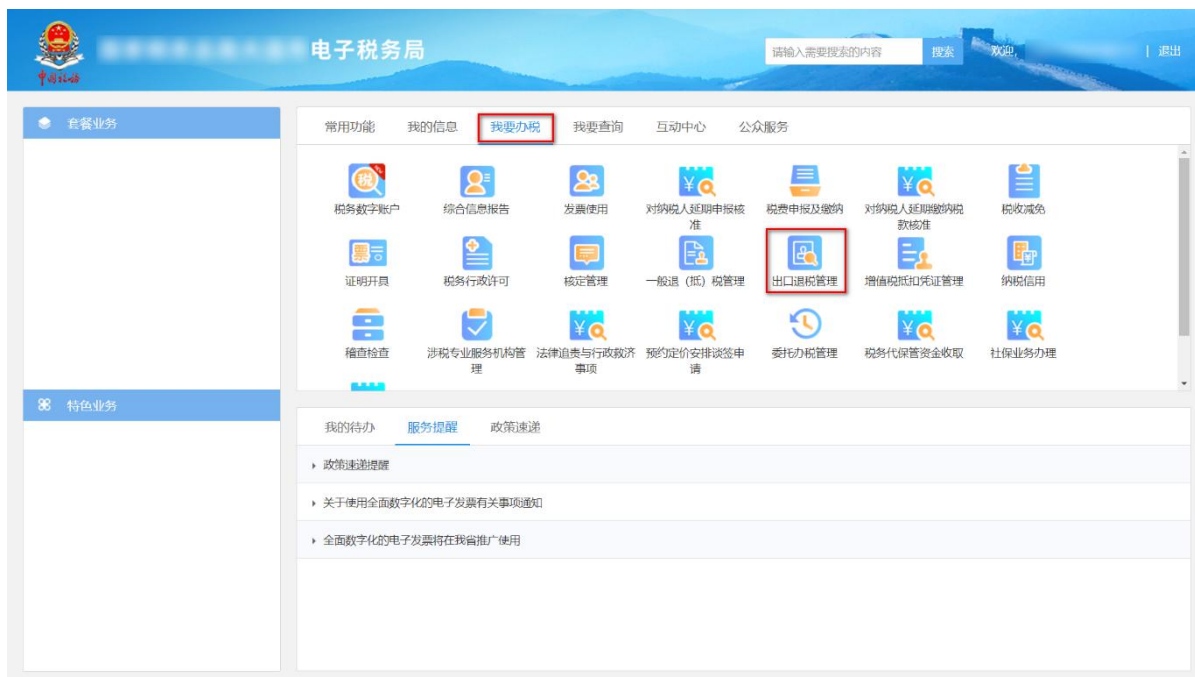 电子税务局
中国税务
请输入需要搜索的内容
搜索
欢迎,
| 退出
套餐业务
常用功能 我的信息 我要办税 我要查询 互动中心 公众服务
税务数字账户 综合信息报告 发票使用 对纳税人延期申报核准 税费申报及缴纳 对纳税人延期缴纳税款核准 税收减免
证明开具 税务行政许可 核定管理 一般退（抵）税管理 出口退税管理 增值税抵扣凭证管理 纳税信用
稽查检查 涉税专业服务机构管理 法律追责与行政救济事项 预约定价安排谈签申请 委托办税管理 税务代保管资金收取 社保业务办理
特色业务
我的待办 服务提醒 政策速递
政策速递提醒
关于使用全面数字化的电子发票有关事项通知
全面数字化的电子发票将在我省推广使用